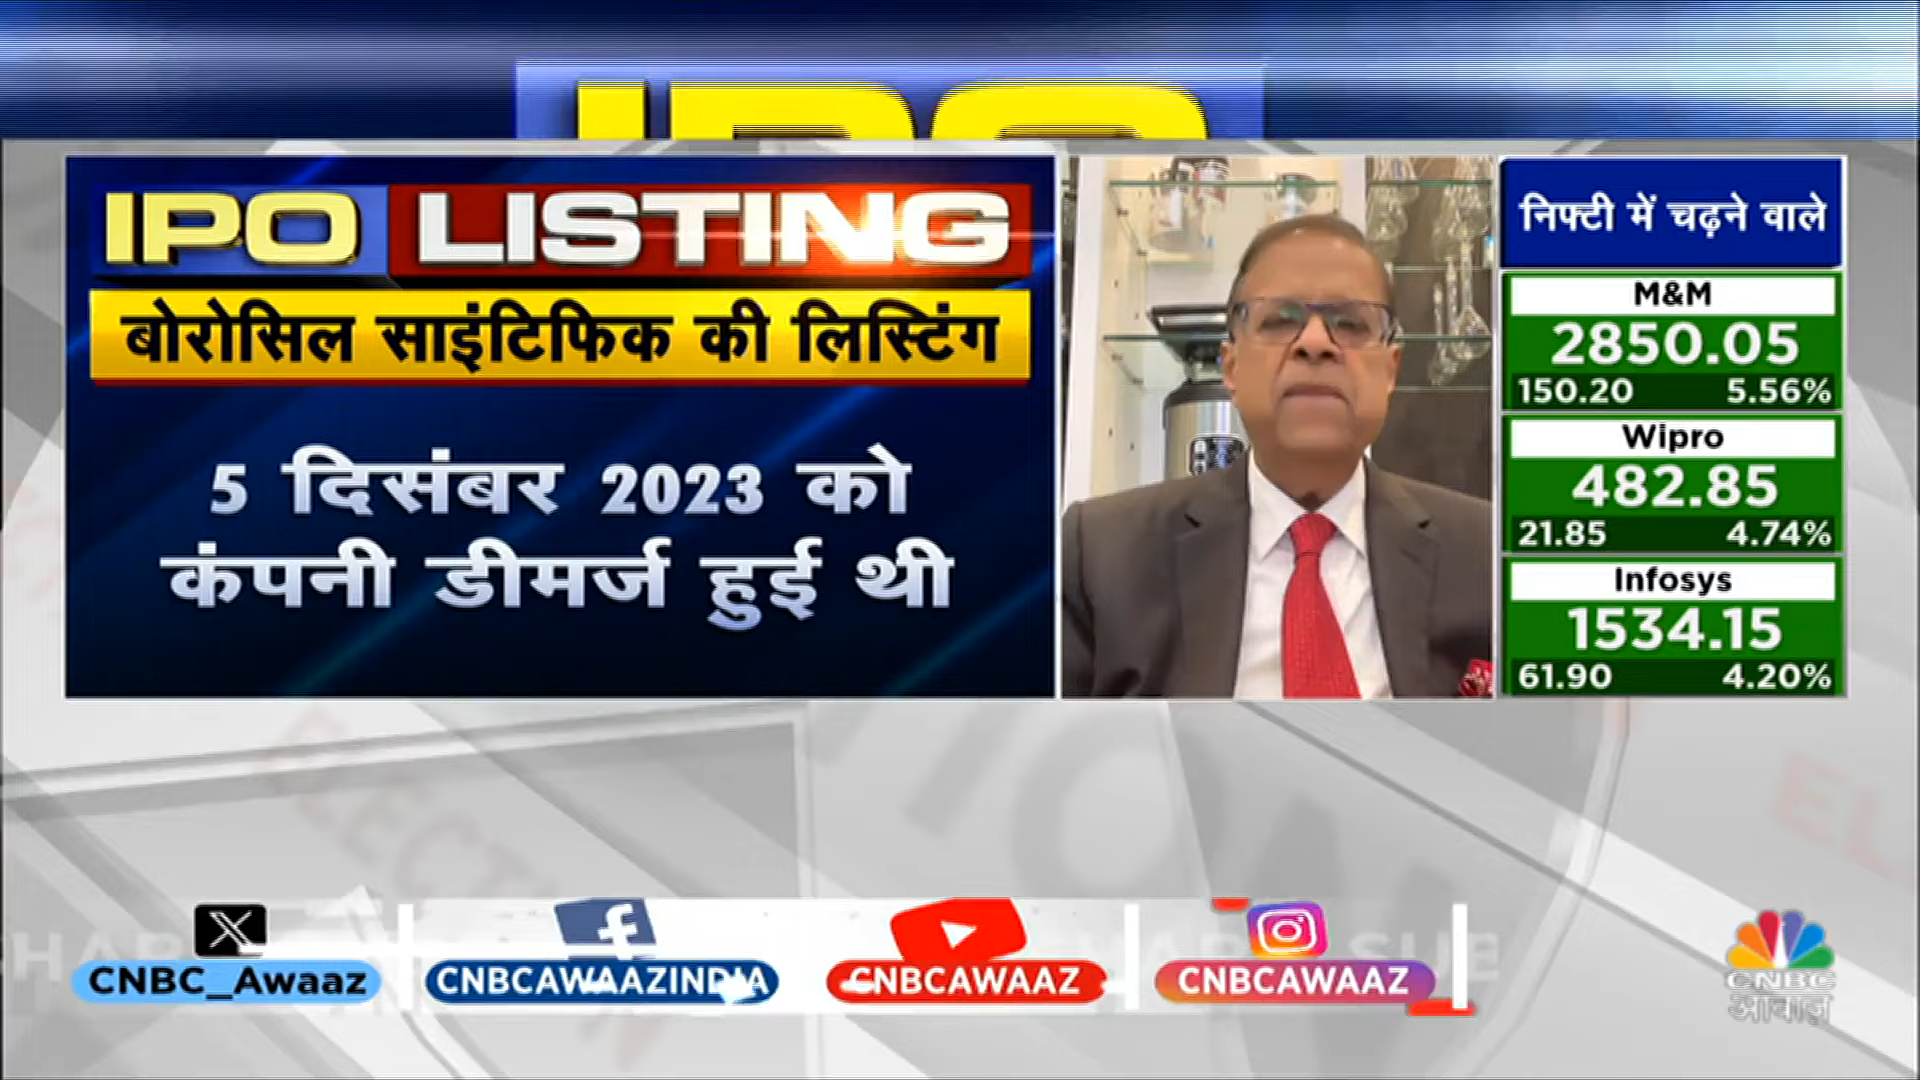 IPO LISTING
बोरोसिल साइंटिफिक की लिस्टिंग
5 दिसंबर 2023 को
कंपनी डीमर्ज हुई थी
निफ्टी में चढ़ने वाले
M&M
2850.05
150.20 5.56%
Wipro
482.85
21.85 4.74%
Infosys
1534.15
61.90 4.20%
CNBC_Awaaz
CNBCAWAAZINDIA
CNBCAWAAZ
CNBCAWAAZ
CNBC
आवाज़